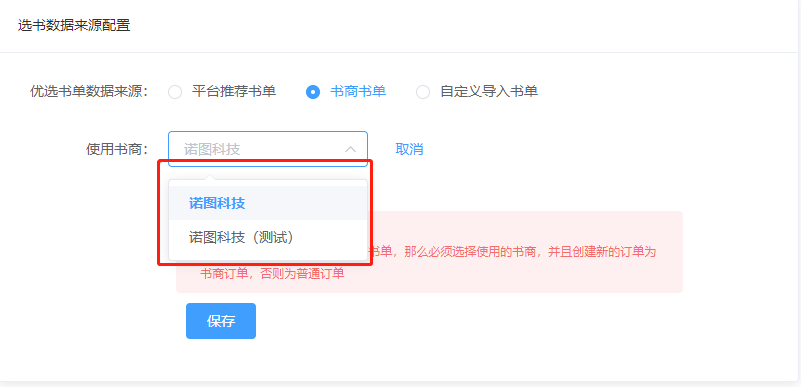 选书数据来源配置
优选书单数据来源： 平台推荐书单 书商书单 自定义导入书单
使用书商： 诺图科技 取消
诺图科技
诺图科技（测试）
书单，那么必须选择使用的书商，并且创建新的订单为
书商订单，否则为普通订单
保存